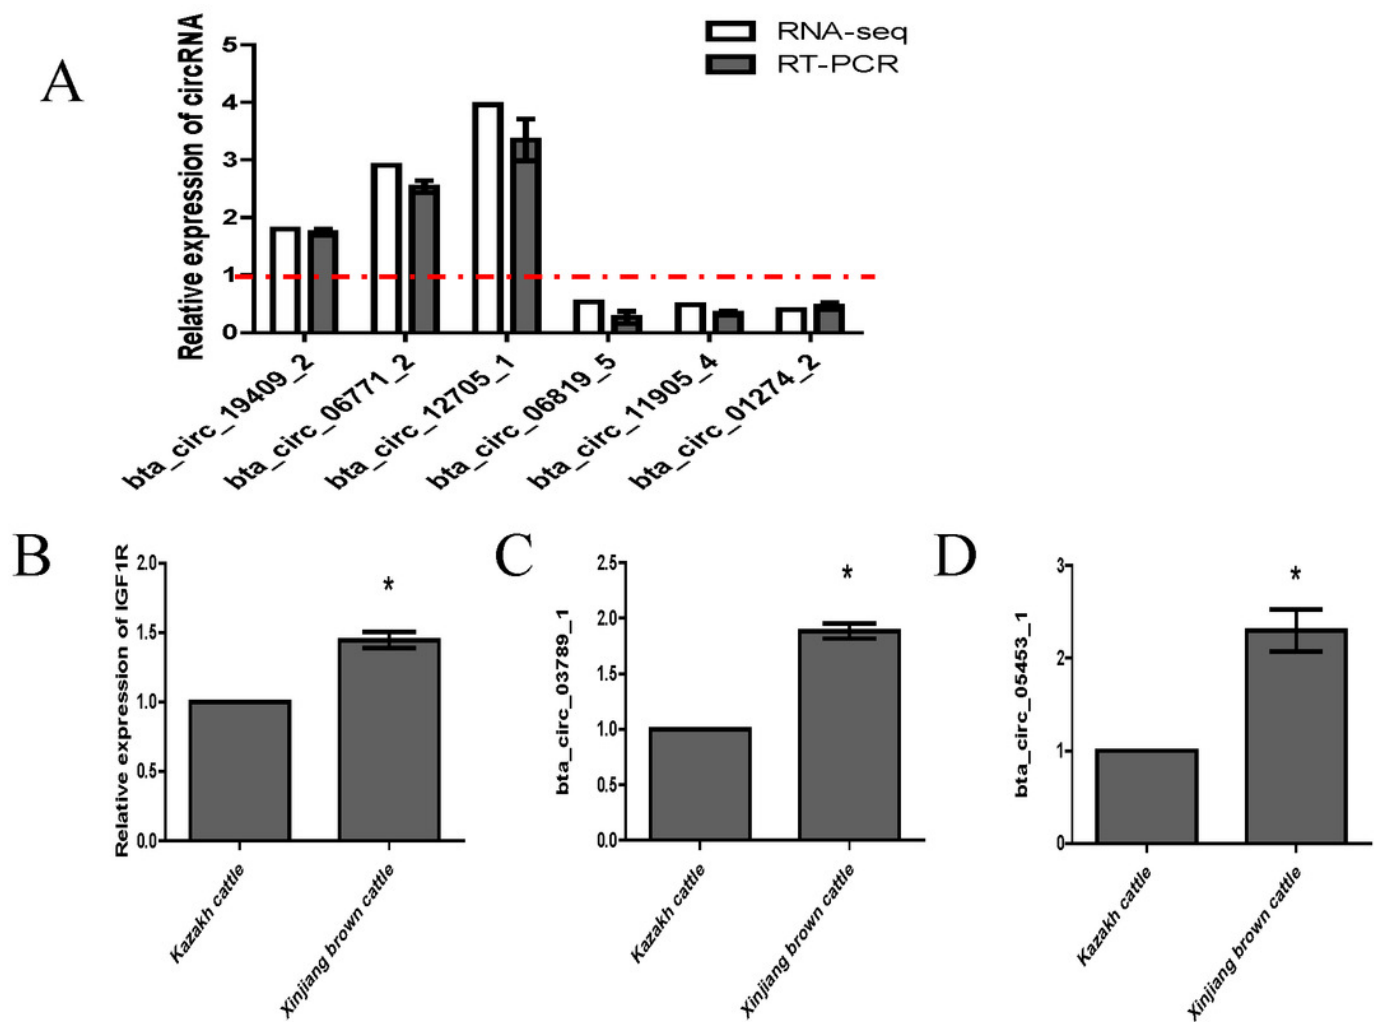 A
Relative expression of circRNA
5
4
3
2
1
0
RNA-seq
RT-PCR
bta_circ_19409_2
bta_circ_06771_2
bta_circ_12705_1
bta_circ_06819_5
bta_circ_11905_4
bta_circ_01274_2
B
Relative expression of IGF1R
2.0
1.5
1.0
0.5
0.0
*
Kazakh cattle
Xinjiang brown cattle
C
bta_circ_03789_1
2.5
2.0
1.5
1.0
0.5
0.0
*
Kazakh cattle
Xinjiang brown cattle
D
bta_circ_05453_1
3
2
1
0
*
Kazakh cattle
Xinjiang brown cattle